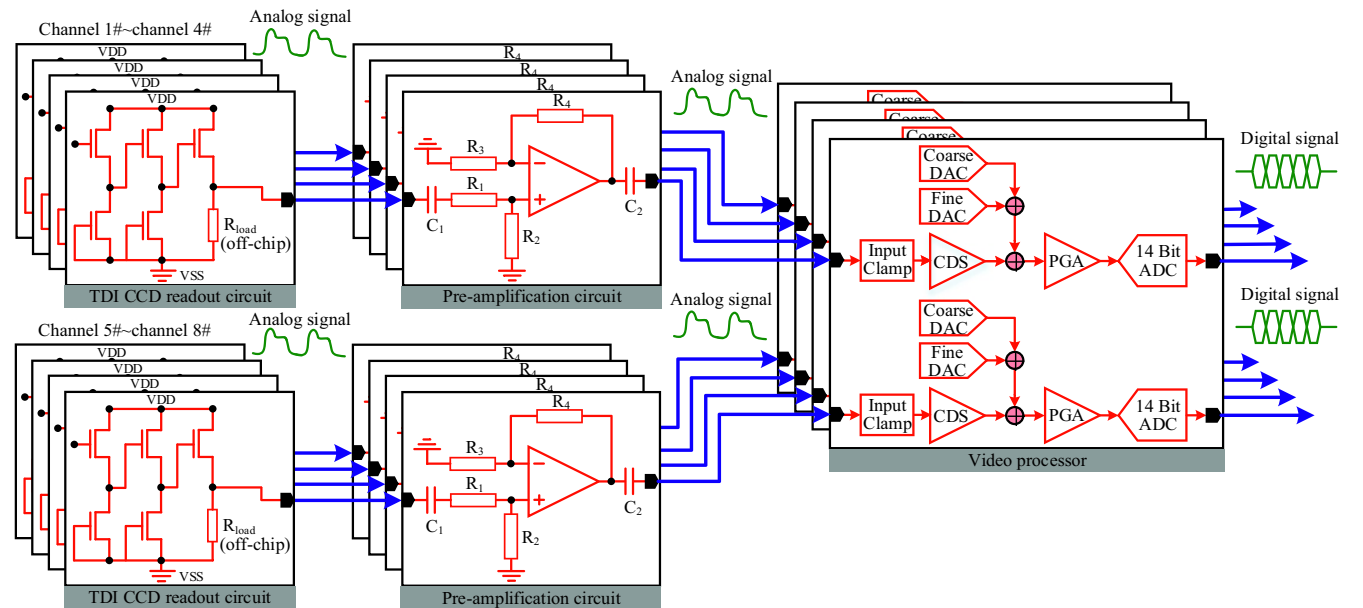 Channel 1#~channel 4#
Analog signal
VDD
VDD
VDD
VDD
R_load
(off-chip)
VSS
TDI CCD readout circuit
R₄
R₄
R₄
R₄
R₃
R₁
C₁
R₂
C₂
Pre-amplification circuit
Analog signal
Coarse
Coarse
Coarse
Coarse
DAC
Fine
DAC
Input
Clamp
CDS
PGA
14 Bit
ADC
Digital signal
Channel 5#~channel 8#
Analog signal
VDD
VDD
VDD
VDD
R_load
(off-chip)
VSS
TDI CCD readout circuit
R₄
R₄
R₄
R₄
R₃
R₁
C₁
R₂
C₂
Pre-amplification circuit
Analog signal
Coarse
DAC
Fine
DAC
Input
Clamp
CDS
PGA
14 Bit
ADC
Digital signal
Video processor